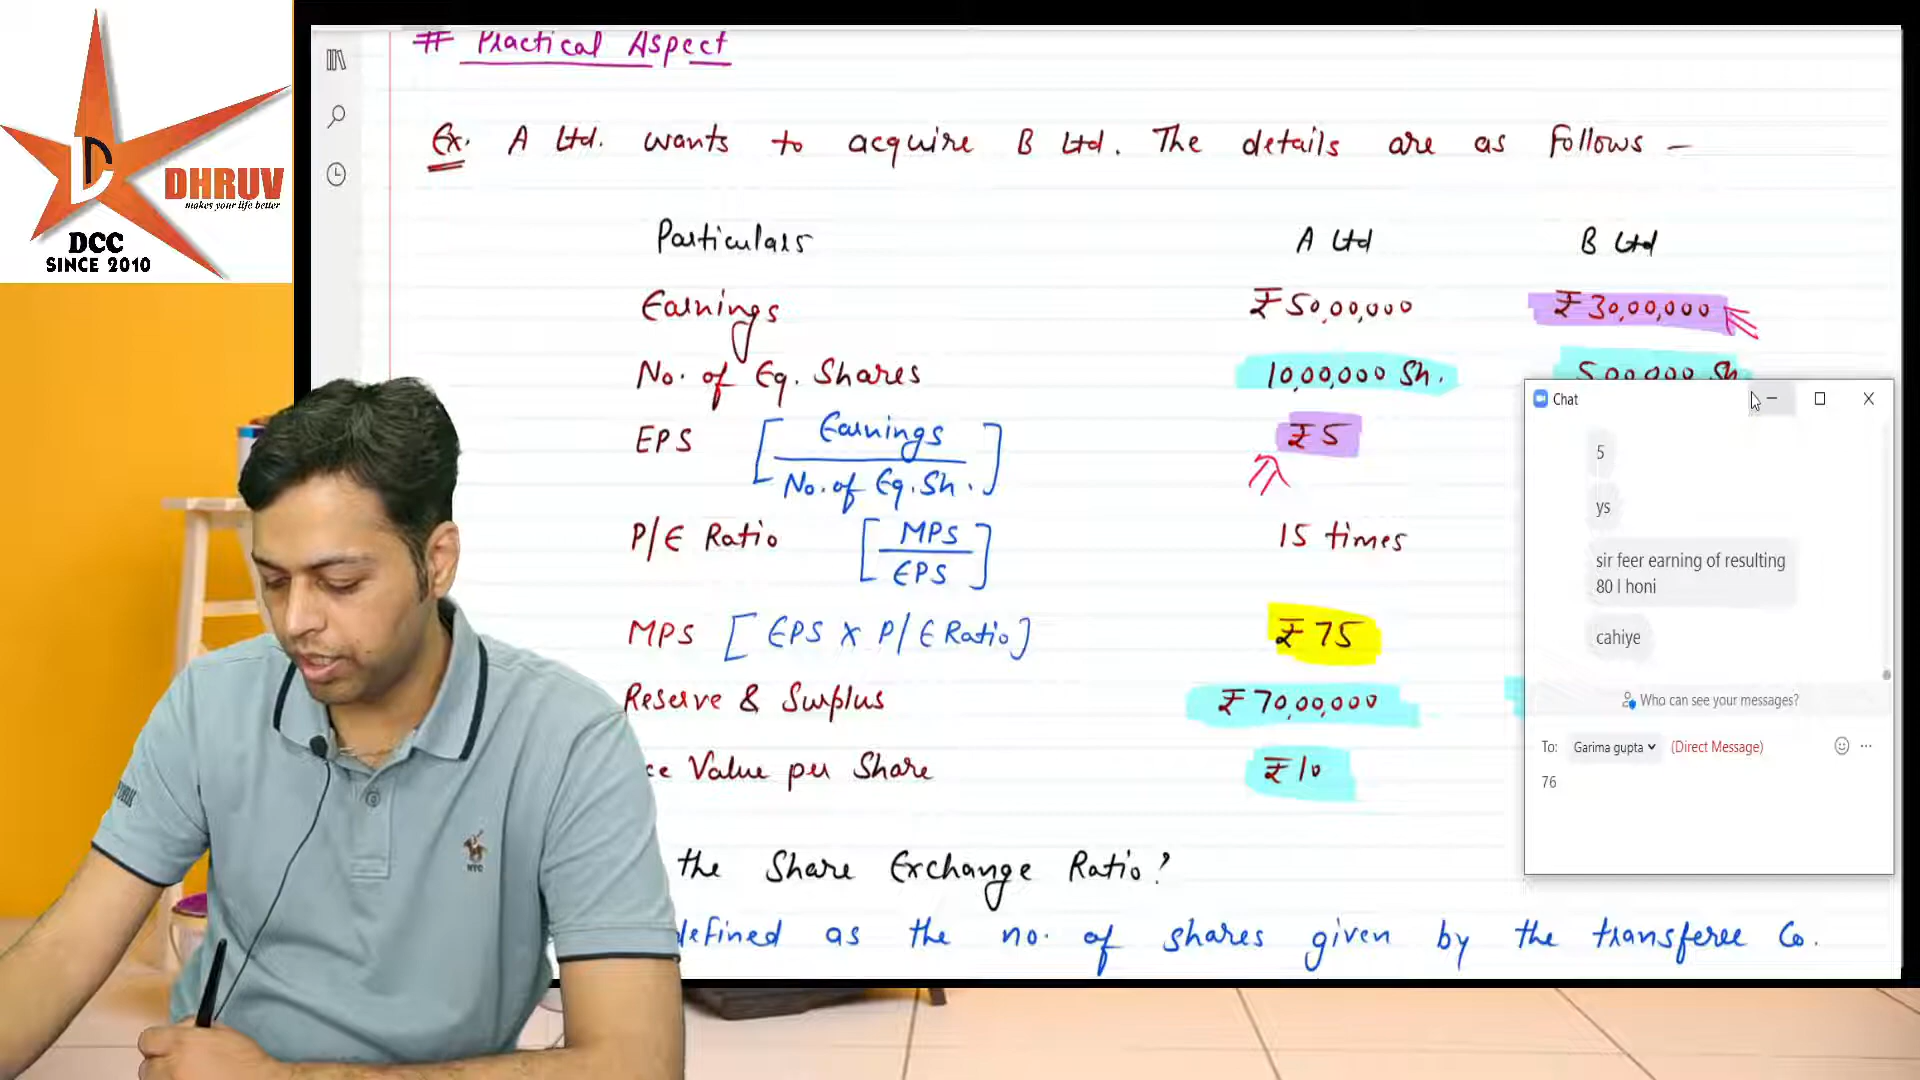 DHRUV
makes your life better
DCC
SINCE 2010
# Practical Aspect
Ex. A Ltd. wants to acquire B Ltd. The details are as follows —
Particulars A Ltd B Ltd
Earnings ₹50,00,000 ₹30,00,000
No. of Eq. Shares 10,00,000 Sh. 5,00,000 Sh
EPS [Earnings / No. of Eq. Sh.] ₹5
P/E Ratio [MPS / EPS] 15 times
MPS [EPS X P/E Ratio] ₹75
Reserve & Surplus ₹70,00,000
ce Value per Share ₹10
the Share Exchange Ratio?
defined as the no. of shares given by the transferee Co.
Chat
5
ys
sir feer earning of resulting
80 l honi
cahiye
Who can see your messages?
To: Garima gupta (Direct Message)
76